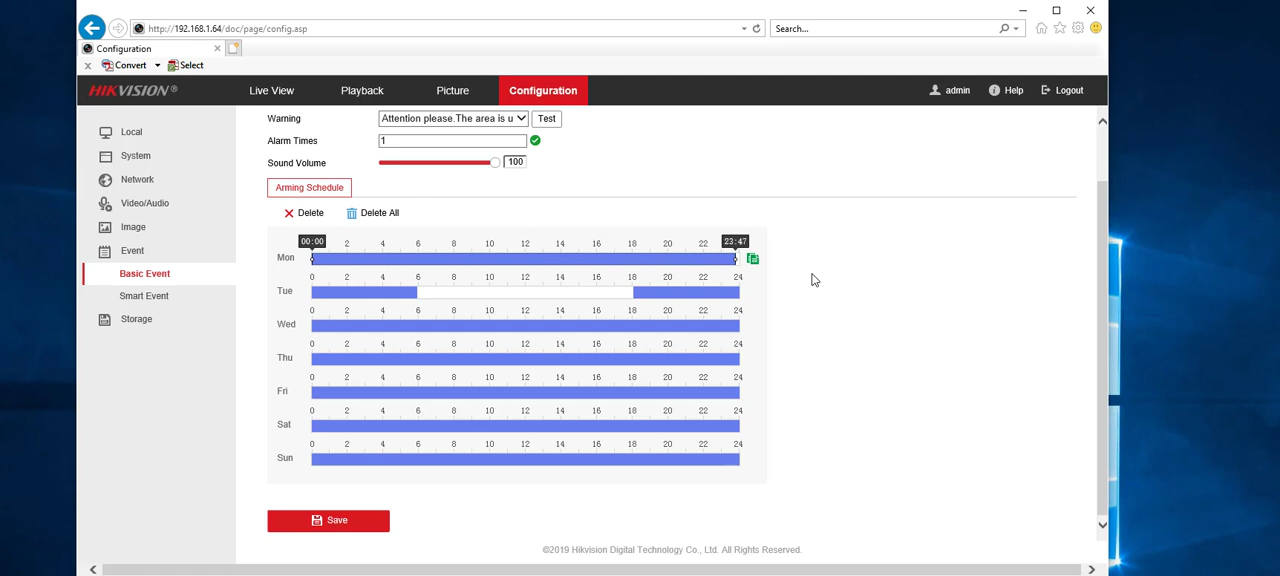 http://192.168.1.64/doc/page/config.asp
Search...
Configuration
Convert Select
HIKVISION®
Live View Playback Picture Configuration
admin Help Logout
Local
System
Network
Video/Audio
Image
Event
Basic Event
Smart Event
Storage
Warning Attention please.The area is u Test
Alarm Times 1
Sound Volume 100
Arming Schedule
Delete Delete All
00:00 2 4 6 8 10 12 14 16 18 20 22 23:47
Mon
0 2 4 6 8 10 12 14 16 18 20 22 24
Tue
0 2 4 6 8 10 12 14 16 18 20 22 24
Wed
0 2 4 6 8 10 12 14 16 18 20 22 24
Thu
0 2 4 6 8 10 12 14 16 18 20 22 24
Fri
0 2 4 6 8 10 12 14 16 18 20 22 24
Sat
0 2 4 6 8 10 12 14 16 18 20 22 24
Sun
Save
©2019 Hikvision Digital Technology Co., Ltd. All Rights Reserved.